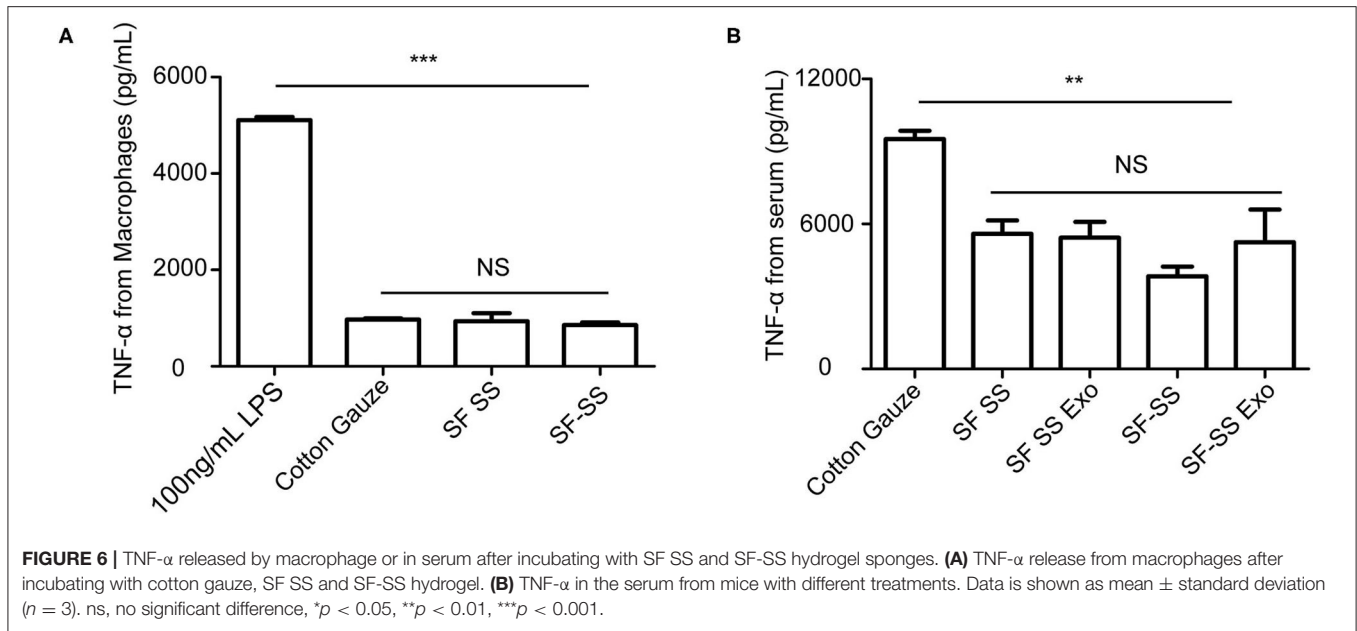 A
TNF-α from Macrophages (pg/mL)
6000
4000
2000
0
***
NS
100ng/mL LPS
Cotton Gauze
SF SS
SF-SS
B
TNF-α from serum (pg/mL)
12000
6000
0
**
NS
Cotton Gauze
SF SS
SF SS Exo
SF-SS
SF-SS Exo
FIGURE 6 | TNF-α released by macrophage or in serum after incubating with SF SS and SF-SS hydrogel sponges. (A) TNF-α release from macrophages after
incubating with cotton gauze, SF SS and SF-SS hydrogel. (B) TNF-α in the serum from mice with different treatments. Data is shown as mean ± standard deviation
(n = 3). ns, no significant difference, *p < 0.05, **p < 0.01, ***p < 0.001.